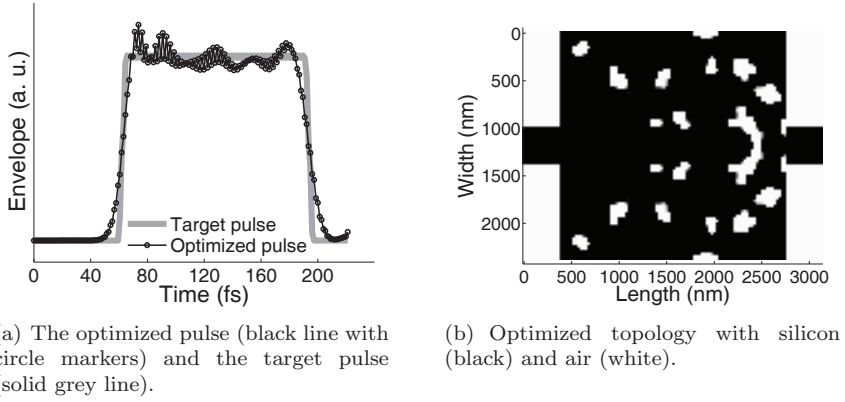 Envelope (a. u.)
Target pulse
Optimized pulse
0 40 80 120 160 200
Time (fs)
Width (nm)
0
500
1000
1500
2000
0 500 1000 1500 2000 2500 3000
Length (nm)
a) The optimized pulse (black line with
circle markers) and the target pulse
solid grey line).
(b) Optimized topology with silicon
(black) and air (white).